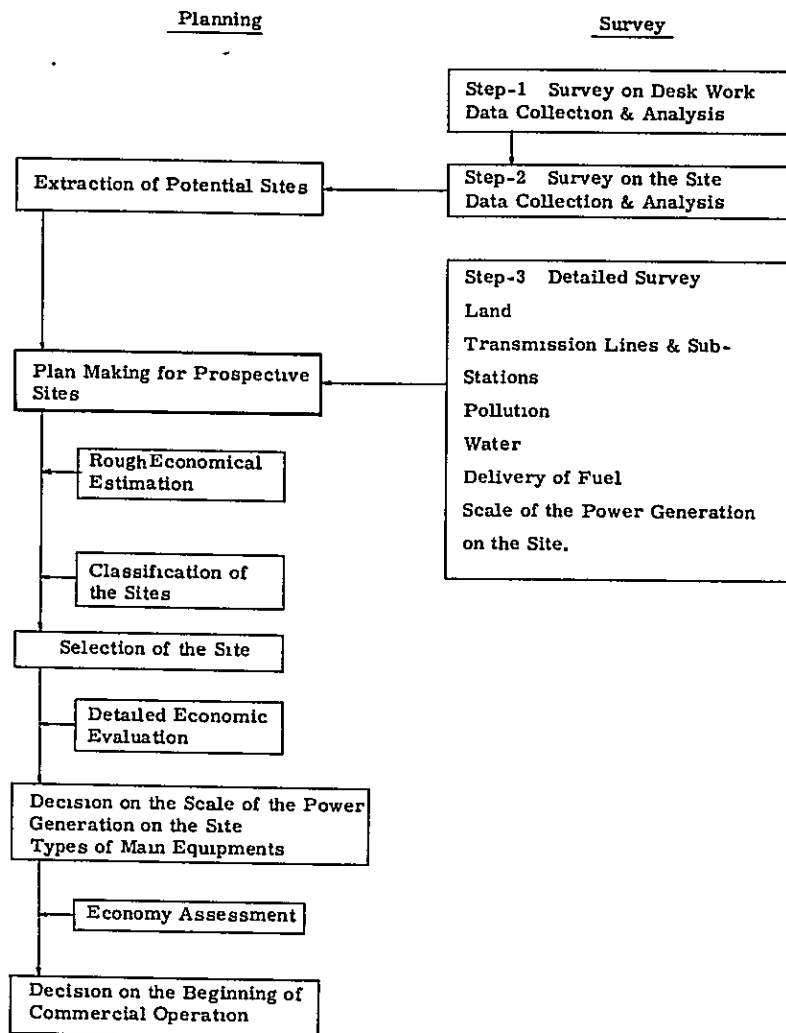 Planning
Survey
Step-1 Survey on Desk Work
Data Collection & Analysis
Extraction of Potential Sites
Step-2 Survey on the Site
Data Collection & Analysis
Step-3 Detailed Survey
Land
Transmission Lines & Sub-
Stations
Pollution
Water
Delivery of Fuel
Scale of the Power Generation
on the Site.
Plan Making for Prospective
Sites
Rough Economical
Estimation
Classification of
the Sites
Selection of the Site
Detailed Economic
Evaluation
Decision on the Scale of the Power
Generation on the Site
Types of Main Equipments
Economy Assessment
Decision on the Beginning of
Commercial Operation